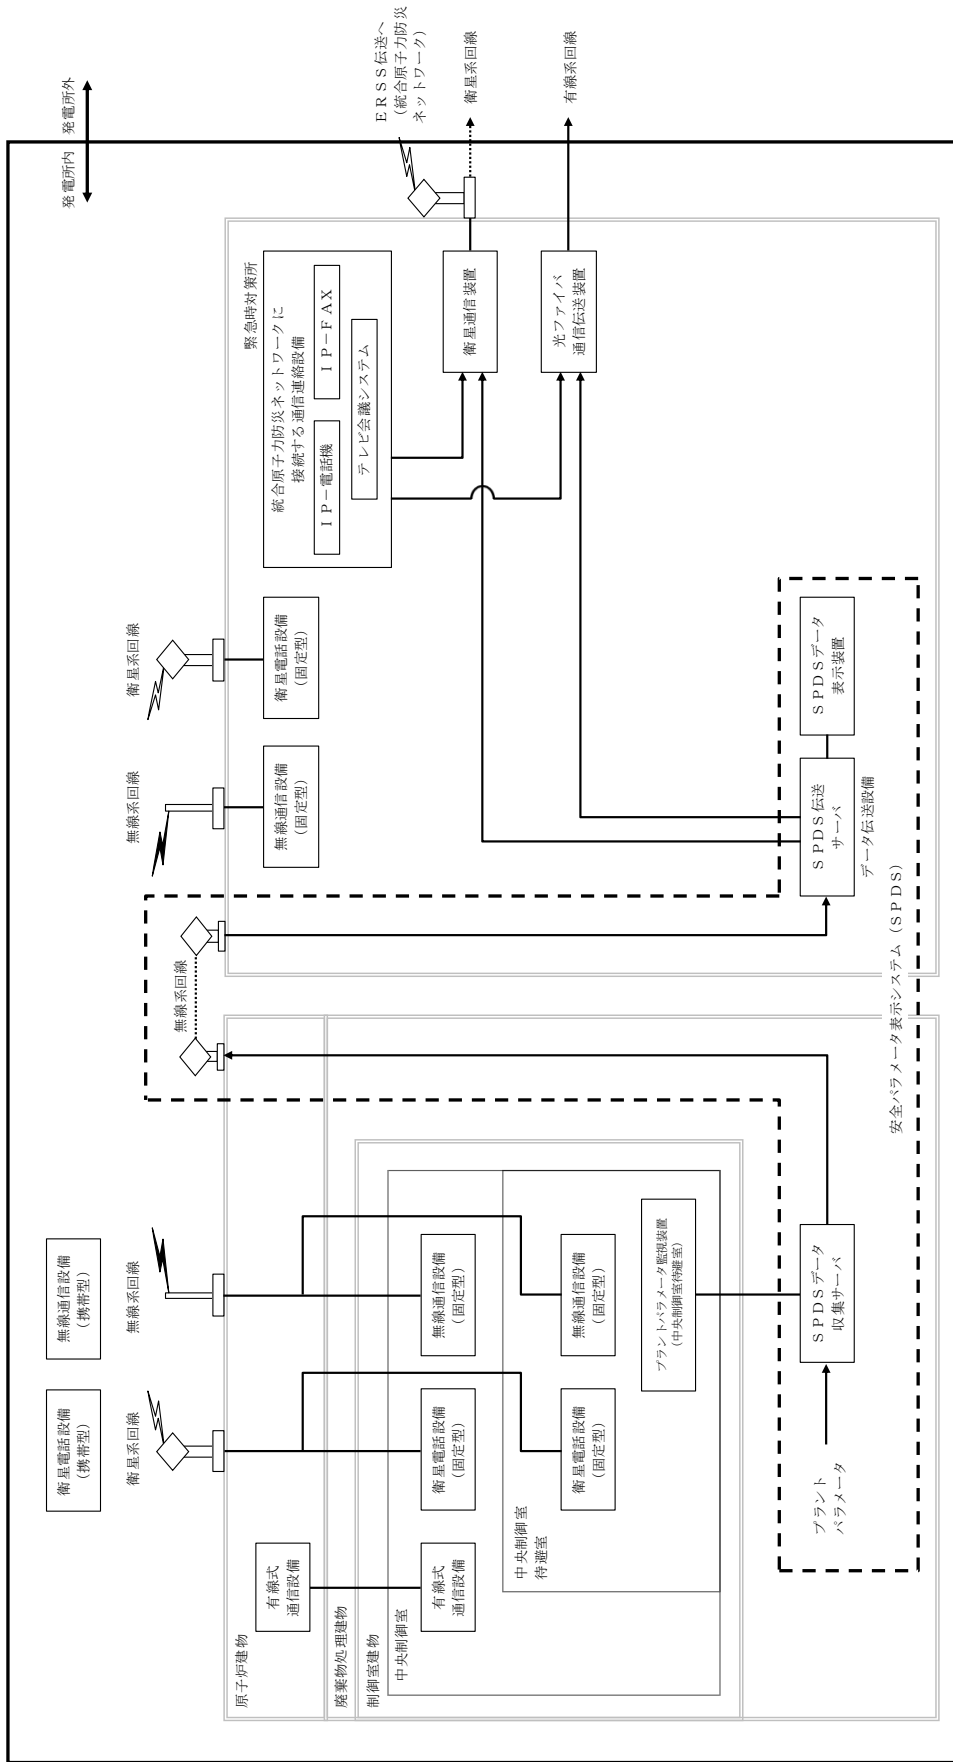 発電所内
発電所外
ERSS伝送へ
(統合原子力防災
ネットワーク)
衛星系回線
有線系回線
緊急時対策所
統合原子力防災ネットワークに
接続する通信連絡設備
IP-電話機
IP-FAX
テレビ会議システム
衛星通信装置
光ファイバ
通信伝送装置
衛星系回線
衛星電話設備
(固定型)
無線系回線
無線通信設備
(固定型)
SPDSデータ
表示装置
SPDS伝送
サーバ
データ伝送設備
無線系回線
安全パラメータ表示システム(SPDS)
無線通信設備
(携帯型)
無線系回線
衛星電話設備
(携帯型)
衛星系回線
無線通信設備
(固定型)
無線通信設備
(固定型)
プラントパラメータ監視装置
(中央制御室待避室)
衛星電話設備
(固定型)
衛星電話設備
(固定型)
SPDSデータ
収集サーバ
プラント
パラメータ
中央制御室
待避室
有線式
通信設備
有線式
通信設備
原子炉建物
廃棄物処理建物
制御室建物
中央制御室